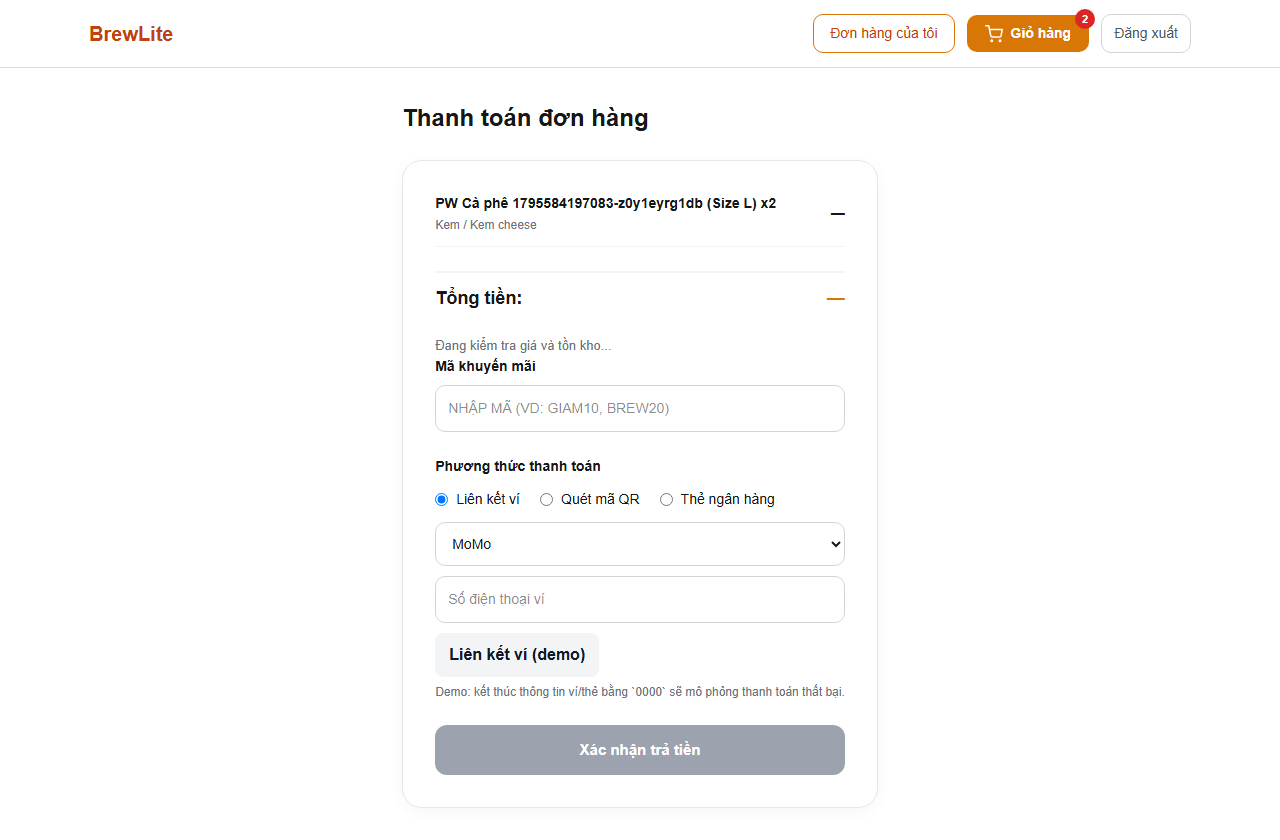 BrewLite
Đơn hàng của tôi
Giỏ hàng
2
Đăng xuất
Thanh toán đơn hàng
PW Cà phê 1795584197083-z0y1eyrg1db (Size L) x2
—
Kem / Kem cheese
Tổng tiền:
—
Đang kiểm tra giá và tồn kho...
Mã khuyến mãi
NHẬP MÃ (VD: GIAM10, BREW20)
Phương thức thanh toán
Liên kết ví
Quét mã QR
Thẻ ngân hàng
MoMo
Số điện thoại ví
Liên kết ví (demo)
Demo: kết thúc thông tin ví/thẻ bằng `0000` sẽ mô phỏng thanh toán thất bại.
Xác nhận trả tiền